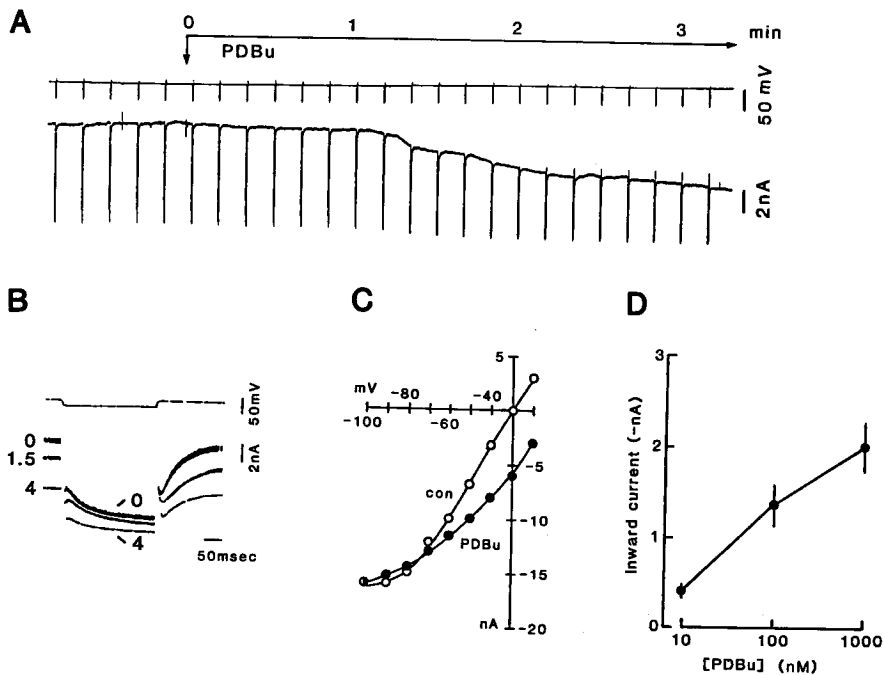 A
0 1 2 3 min
PDBu
50 mV
2nA
B
50mV
2nA
0
1.5
4
0
4
50msec
C
5
mV
-100 -80 -60 -40
-5
-10
-15
-20
nA
con
PDBu
D
3
2
1
0
Inward current (-nA)
10 100 1000
[PDBu] (nM)